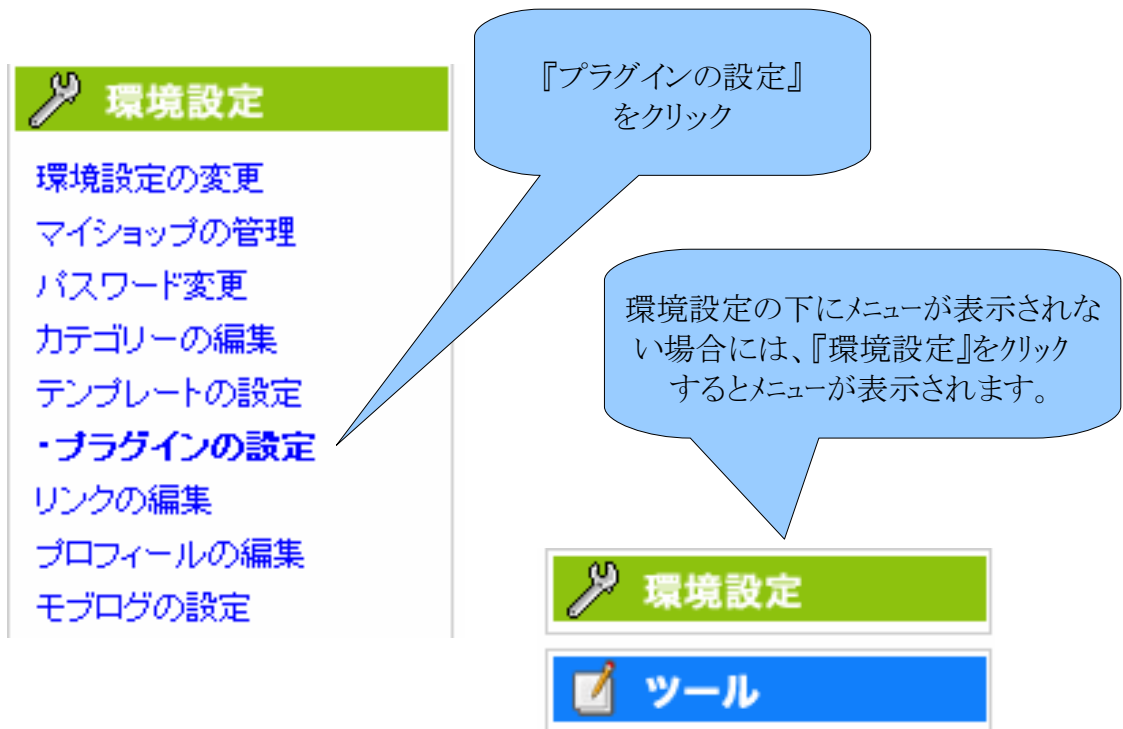 環境設定
環境設定の変更
マイショップの管理
パスワード変更
カテゴリーの編集
テンプレートの設定
・プラグインの設定
リンクの編集
プロフィールの編集
モブログの設定
『プラグインの設定』
をクリック
環境設定の下にメニューが表示されな
い場合には、『環境設定』をクリック
するとメニューが表示されます。
環境設定
ツール